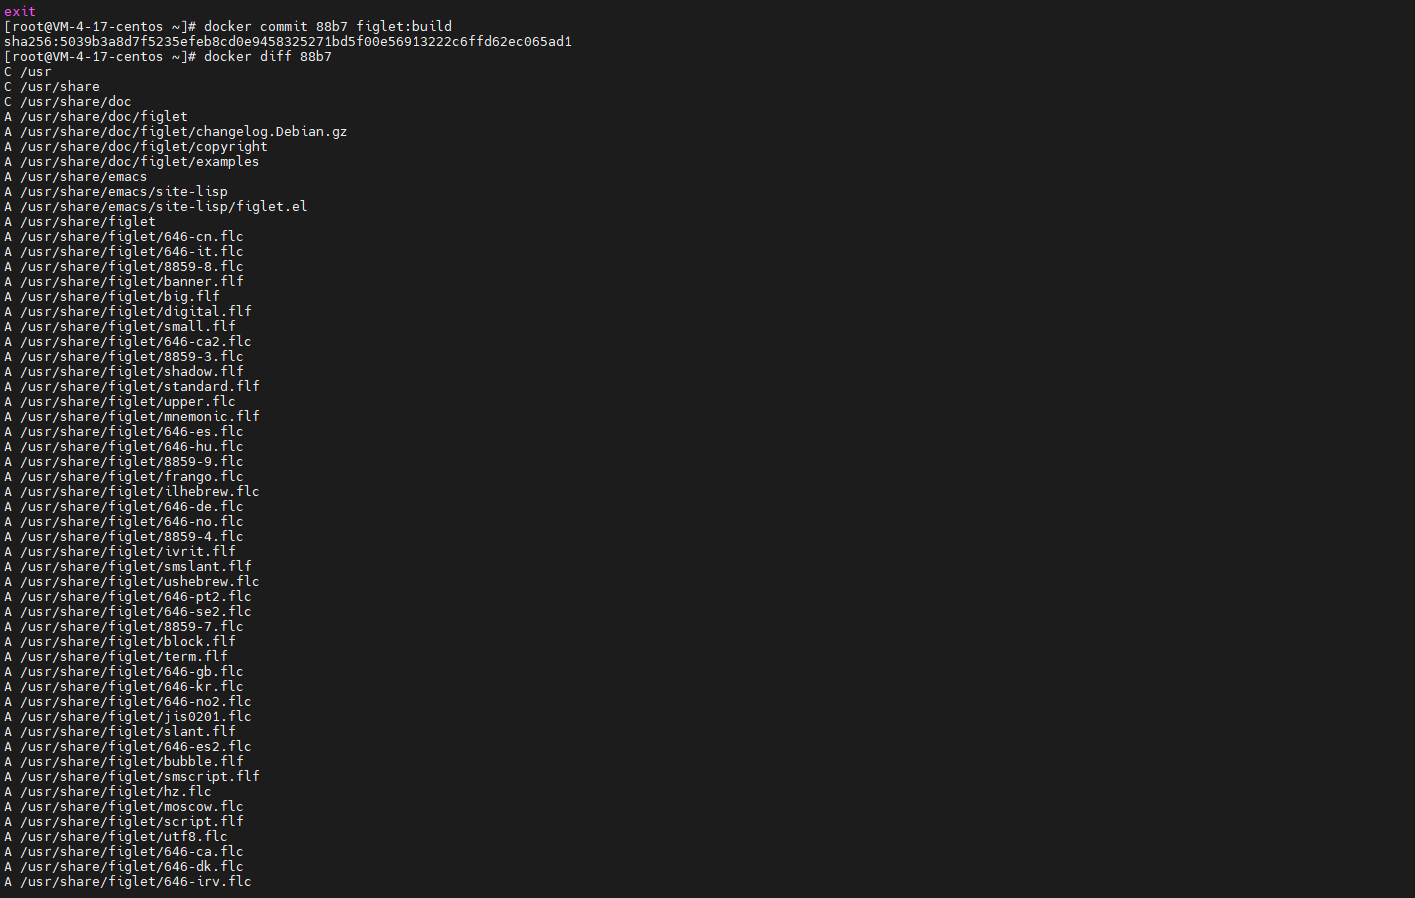 exit
[root@VM-4-17-centos ~]# docker commit 88b7 figlet:build
sha256:5039b3a8d7f5235efeb8cd0e9458325271bd5f00e56913222c6ffd62ec065ad1
[root@VM-4-17-centos ~]# docker diff 88b7
C /usr
C /usr/share
C /usr/share/doc
A /usr/share/doc/figlet
A /usr/share/doc/figlet/changelog.Debian.gz
A /usr/share/doc/figlet/copyright
A /usr/share/doc/figlet/examples
A /usr/share/emacs
A /usr/share/emacs/site-lisp
A /usr/share/emacs/site-lisp/figlet.el
A /usr/share/figlet
A /usr/share/figlet/646-cn.flc
A /usr/share/figlet/646-it.flc
A /usr/share/figlet/8859-8.flc
A /usr/share/figlet/banner.flf
A /usr/share/figlet/big.flf
A /usr/share/figlet/digital.flf
A /usr/share/figlet/small.flf
A /usr/share/figlet/646-ca2.flc
A /usr/share/figlet/8859-3.flc
A /usr/share/figlet/shadow.flf
A /usr/share/figlet/standard.flf
A /usr/share/figlet/upper.flc
A /usr/share/figlet/mnemonic.flf
A /usr/share/figlet/646-es.flc
A /usr/share/figlet/646-hu.flc
A /usr/share/figlet/8859-9.flc
A /usr/share/figlet/frango.flc
A /usr/share/figlet/ilhebrew.flc
A /usr/share/figlet/646-de.flc
A /usr/share/figlet/646-no.flc
A /usr/share/figlet/8859-4.flc
A /usr/share/figlet/ivrit.flf
A /usr/share/figlet/smslant.flf
A /usr/share/figlet/ushebrew.flc
A /usr/share/figlet/646-pt2.flc
A /usr/share/figlet/646-se2.flc
A /usr/share/figlet/8859-7.flc
A /usr/share/figlet/block.flf
A /usr/share/figlet/term.flf
A /usr/share/figlet/646-gb.flc
A /usr/share/figlet/646-kr.flc
A /usr/share/figlet/646-no2.flc
A /usr/share/figlet/jis0201.flc
A /usr/share/figlet/slant.flf
A /usr/share/figlet/646-es2.flc
A /usr/share/figlet/bubble.flf
A /usr/share/figlet/smscript.flf
A /usr/share/figlet/hz.flc
A /usr/share/figlet/moscow.flc
A /usr/share/figlet/script.flf
A /usr/share/figlet/utf8.flc
A /usr/share/figlet/646-ca.flc
A /usr/share/figlet/646-dk.flc
A /usr/share/figlet/646-irv.flc